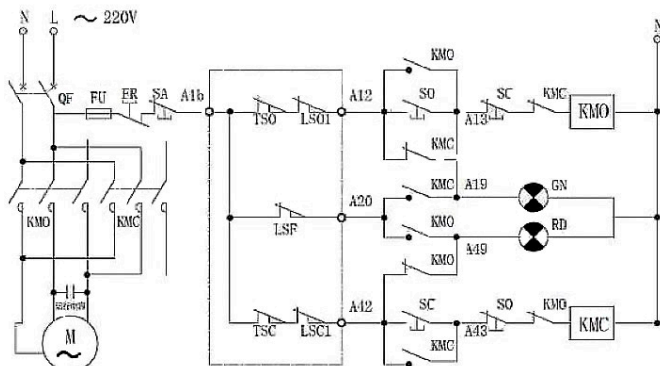 N L ～ 220V N
QF FU FR SA A1b
TSO LSO1 A12 KMO SO KMC A13 SC KMC KMO
KMO KMC
LSF A20 KMC A19 GN
KMO A49 RD
KMO
TSC LSC1 A42 SC A43 SO KMO KMC
KMC
M
～